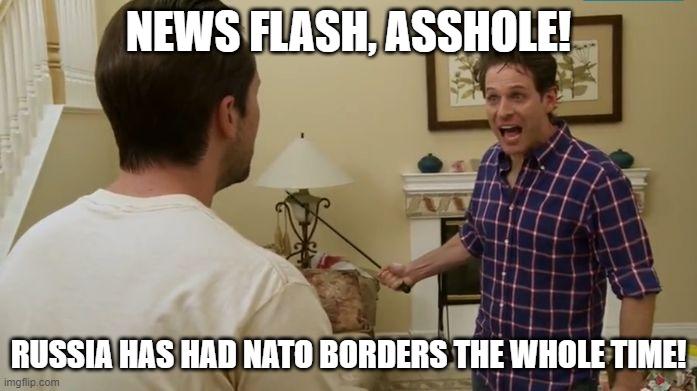 NEWS FLASH, ASSHOLE!
RUSSIA HAS HAD NATO BORDERS THE WHOLE TIME!
imgflip.com